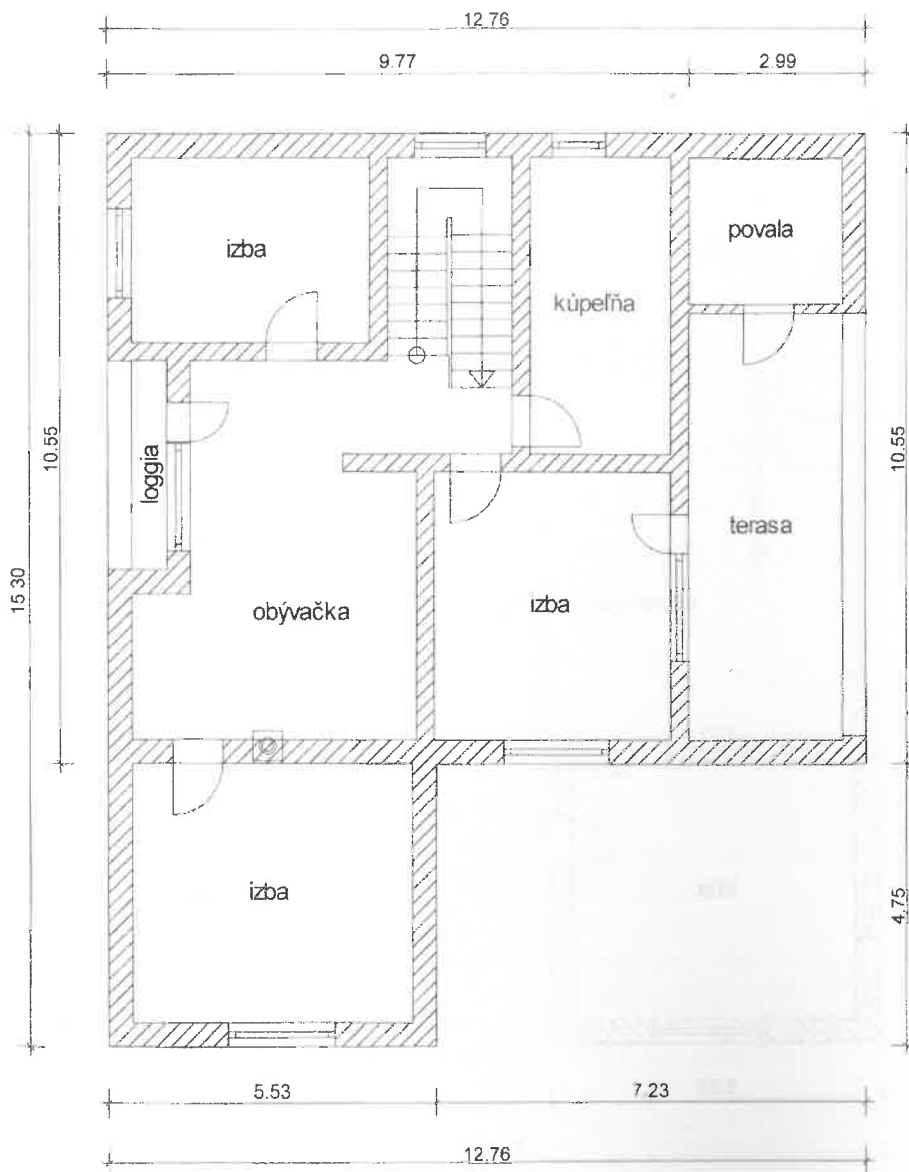 12.76
9.77
2.99
izba
povala
kúpeľňa
10.55
loggia
10.55
terasa
15.30
obývačka
izba
izba
4.75
5.53
7.23
12.76